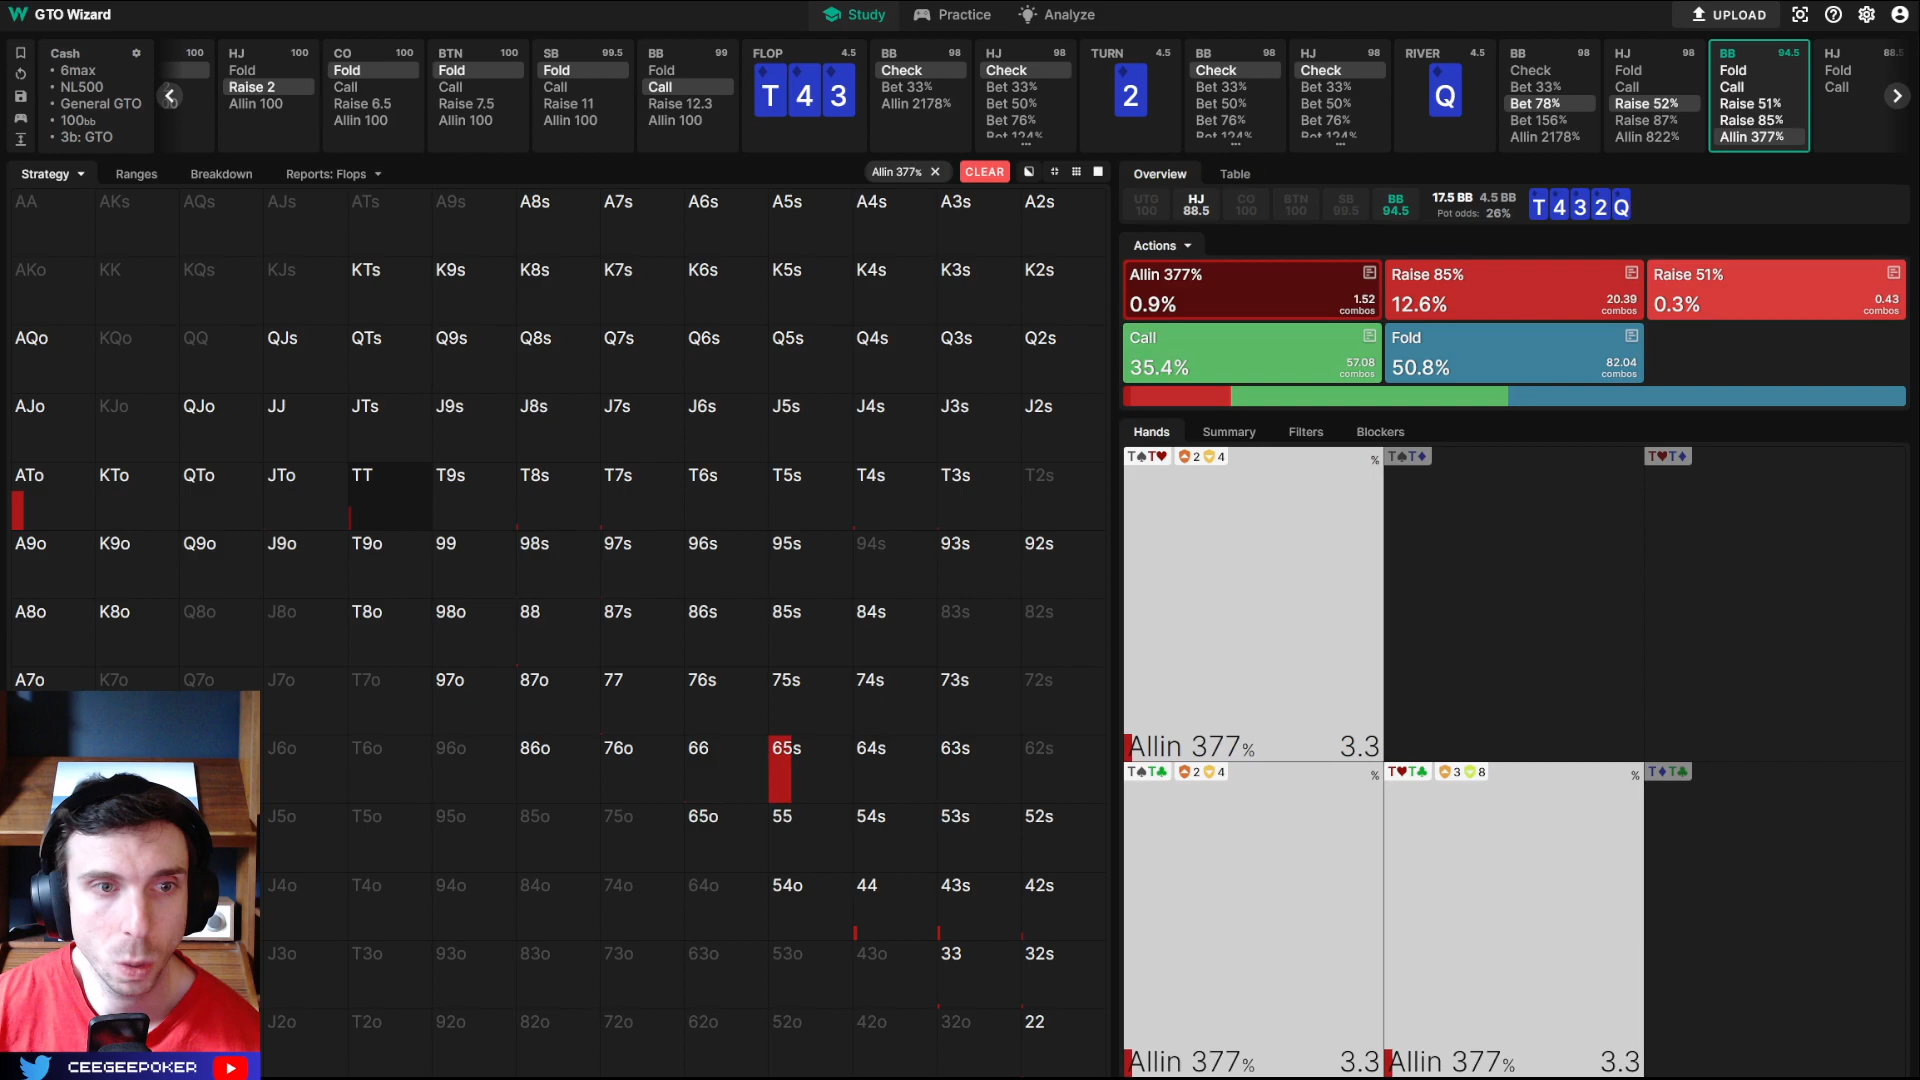 GTO Wizard
Study
Practice
Analyze
UPLOAD
Cash
6max
NL500
General GTO
100bb
3b: GTO
100
HJ 100
Fold
Raise 2
Allin 100
CO 100
Fold
Call
Raise 6.5
Allin 100
BTN 100
Fold
Call
Raise 7.5
Allin 100
SB 99.5
Fold
Call
Raise 11
Allin 100
BB 99
Fold
Call
Raise 12.3
Allin 100
FLOP 4.5
T 4 3
BB 98
Check
Bet 33%
Allin 2178%
HJ 98
Check
Bet 33%
Bet 50%
Bet 76%
Bet 124%
TURN 4.5
2
BB 98
Check
Bet 33%
Bet 50%
Bet 76%
Bet 124%
HJ 98
Check
Bet 33%
Bet 50%
Bet 76%
Bet 124%
RIVER 4.5
Q
BB 98
Check
Bet 33%
Bet 78%
Bet 156%
Allin 2178%
HJ 98
Fold
Call
Raise 52%
Raise 87%
Allin 822%
BB 94.5
Fold
Call
Raise 51%
Raise 85%
Allin 377%
HJ 88.5
Fold
Call
Strategy Ranges Breakdown Reports: Flops
Allin 377% CLEAR
AA AKs AQs AJs ATs A9s A8s A7s A6s A5s A4s A3s A2s
AKo KK KQs KJs KTs K9s K8s K7s K6s K5s K4s K3s K2s
AQo KQo QQ QJs QTs Q9s Q8s Q7s Q6s Q5s Q4s Q3s Q2s
AJo KJo QJo JJ JTs J9s J8s J7s J6s J5s J4s J3s J2s
ATo KTo QTo JTo TT T9s T8s T7s T6s T5s T4s T3s T2s
A9o K9o Q9o J9o T9o 99 98s 97s 96s 95s 94s 93s 92s
A8o K8o Q8o J8o T8o 98o 88 87s 86s 85s 84s 83s 82s
A7o K7o Q7o J7o T7o 97o 87o 77 76s 75s 74s 73s 72s
J6o T6o 96o 86o 76o 66 65s 64s 63s 62s
J5o T5o 95o 85o 75o 65o 55 54s 53s 52s
J4o T4o 94o 84o 74o 64o 54o 44 43s 42s
J3o T3o 93o 83o 73o 63o 53o 43o 33 32s
J2o T2o 92o 82o 72o 62o 52o 42o 32o 22
CEEGEEPOKER
Overview Table
UTG 100
HJ 88.5
CO 100
BTN 100
SB 99.5
BB 94.5
17.5 BB 4.5 BB
Pot odds: 26%
T 4 3 2 Q
Actions
Allin 377%
0.9%
1.52 combos
Raise 85%
12.6%
20.39 combos
Raise 51%
0.3%
0.43 combos
Call
35.4%
57.08 combos
Fold
50.8%
82.04 combos
Hands Summary Filters Blockers
T♠T♥ 2 4 %
Allin 377% 3.3
T♠T♦
T♥T♦
T♠T♣ 2 4 %
Allin 377% 3.3
T♥T♣ 3 8 %
Allin 377% 3.3
T♦T♣